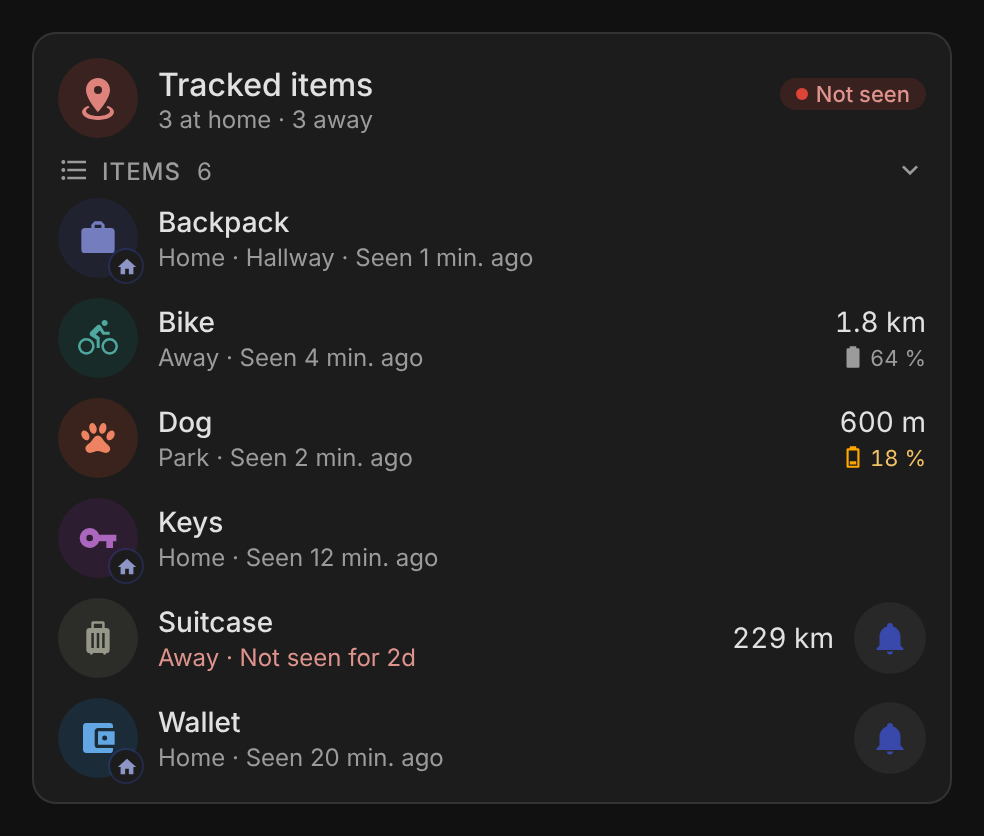 Tracked items
3 at home · 3 away
Not seen
ITEMS 6
Backpack
Home · Hallway · Seen 1 min. ago
Bike
Away · Seen 4 min. ago
1.8 km
64 %
Dog
Park · Seen 2 min. ago
600 m
18 %
Keys
Home · Seen 12 min. ago
Suitcase
Away · Not seen for 2d
229 km
Wallet
Home · Seen 20 min. ago